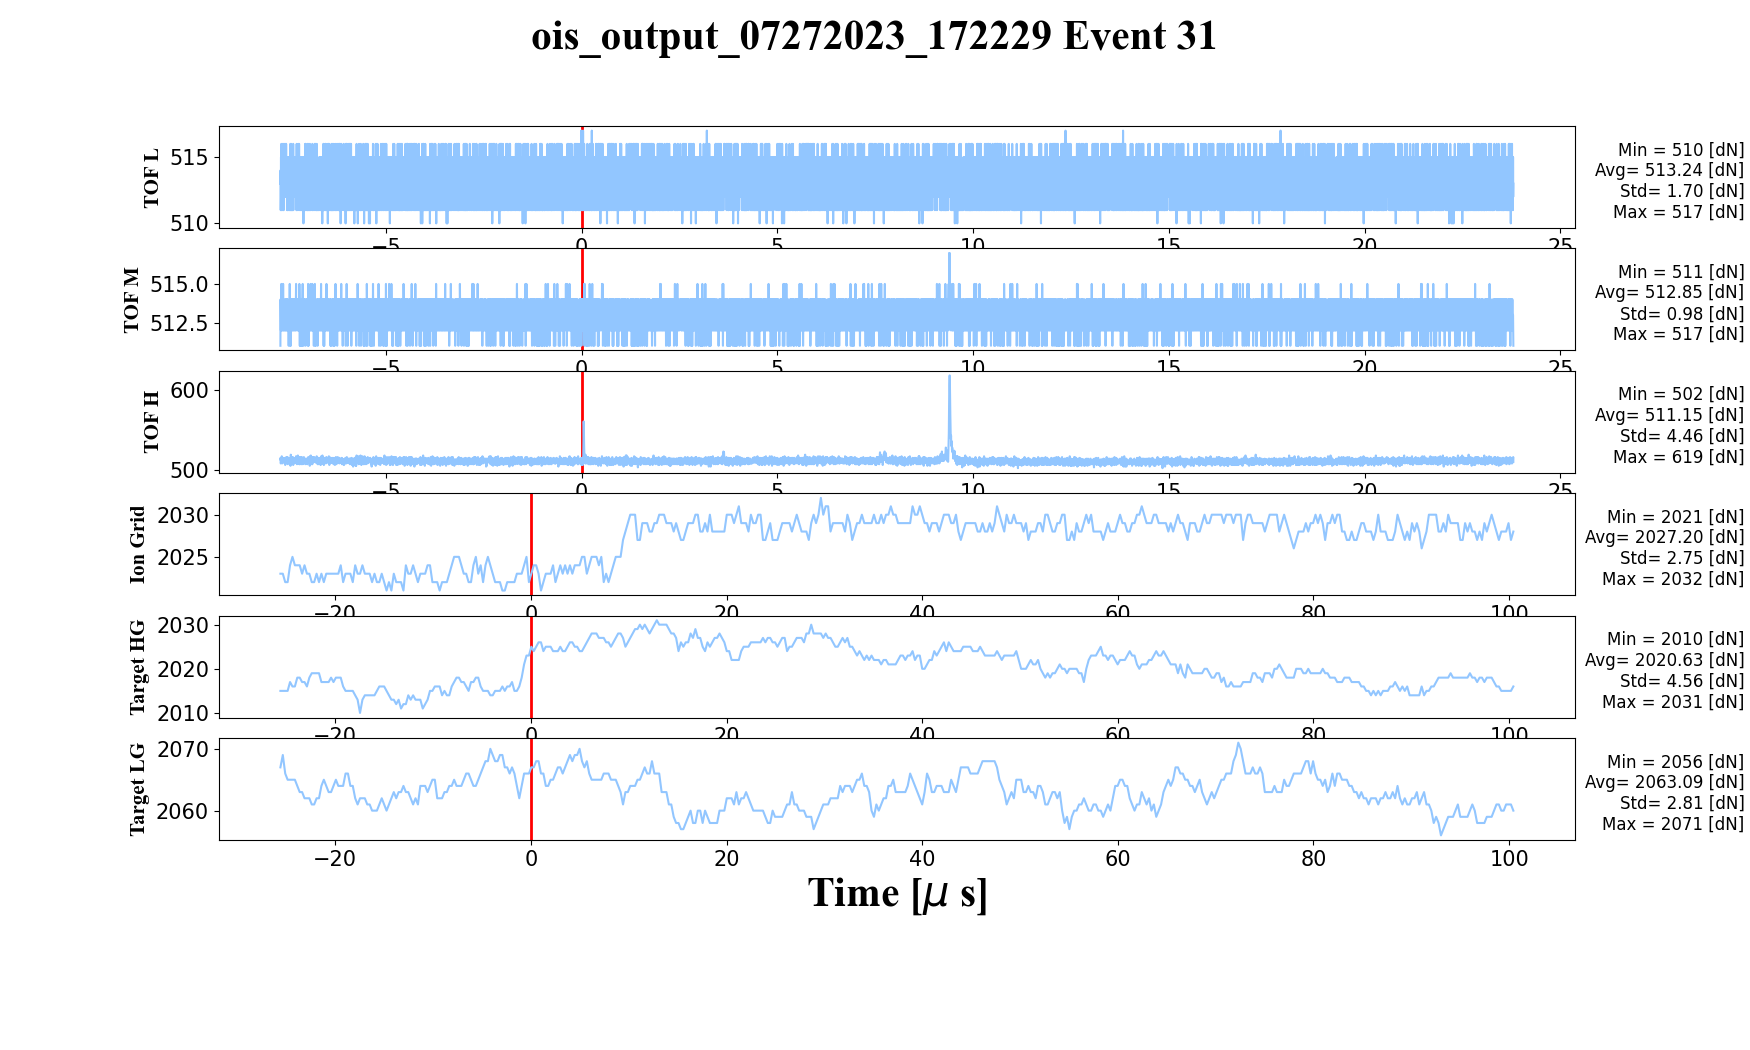 ois_output_07272023_172229 Event 31
TOF L
515
510
−5 0 5 10 15 20 25
Min = 510 [dN]
Avg= 513.24 [dN]
Std= 1.70 [dN]
Max = 517 [dN]
TOF M
515.0
512.5
−5 0 5 10 15 20 25
Min = 511 [dN]
Avg= 512.85 [dN]
Std= 0.98 [dN]
Max = 517 [dN]
TOF H
600
500
−5 0 5 10 15 20 25
Min = 502 [dN]
Avg= 511.15 [dN]
Std= 4.46 [dN]
Max = 619 [dN]
Ion Grid
2030
2025
−20 0 20 40 60 80 100
Min = 2021 [dN]
Avg= 2027.20 [dN]
Std= 2.75 [dN]
Max = 2032 [dN]
Target HG
2030
2020
2010
−20 0 20 40 60 80 100
Min = 2010 [dN]
Avg= 2020.63 [dN]
Std= 4.56 [dN]
Max = 2031 [dN]
Target LG
2070
2060
−20 0 20 40 60 80 100
Min = 2056 [dN]
Avg= 2063.09 [dN]
Std= 2.81 [dN]
Max = 2071 [dN]
Time [μ s]